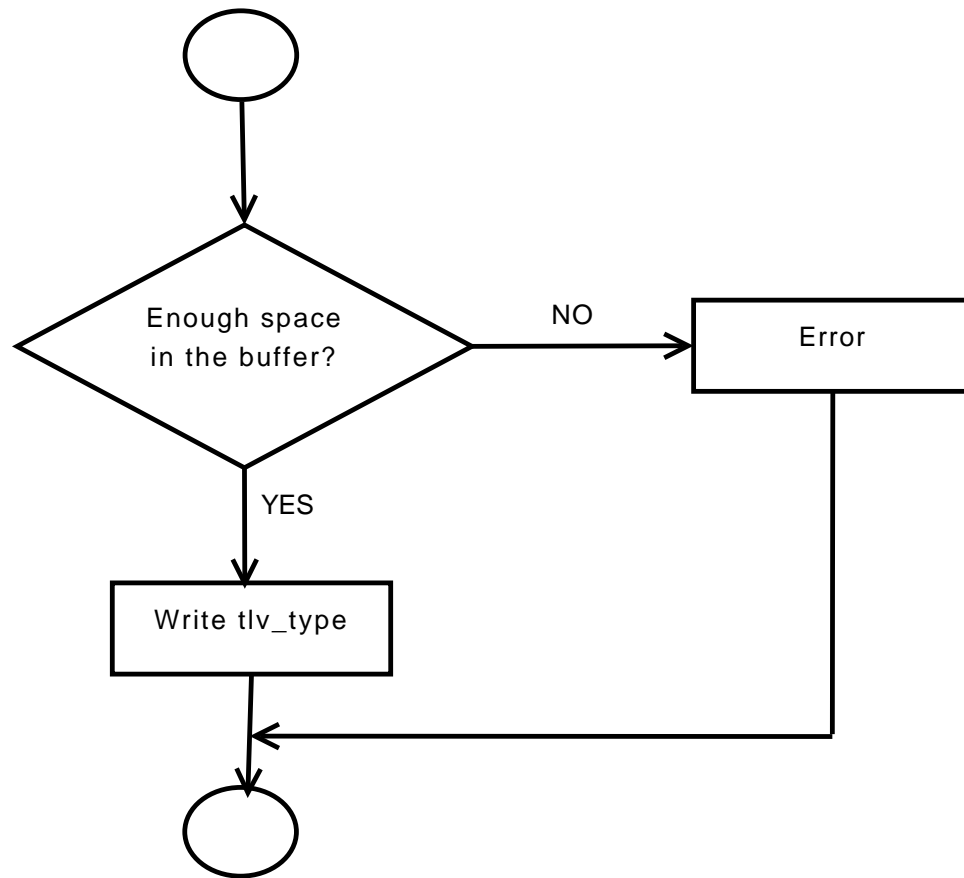 Enough space
in the buffer?
NO
Error
YES
Write tlv_type